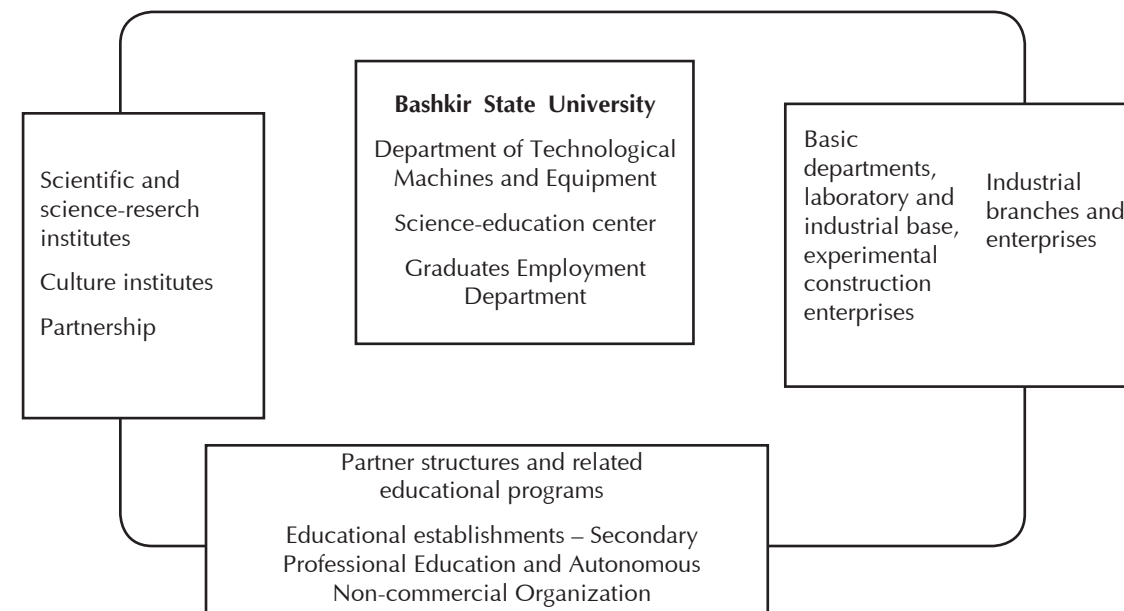 Bashkir State University
Department of Technological
Machines and Equipment
Science-education center
Graduates Employment
Department
Scientific and
science-reserch
institutes
Culture institutes
Partnership
Basic
departments,
laboratory and
industrial base,
experimental
construction
enterprises
Industrial
branches and
enterprises
Partner structures and related
educational programs
Educational establishments – Secondary
Professional Education and Autonomous
Non-commercial Organization